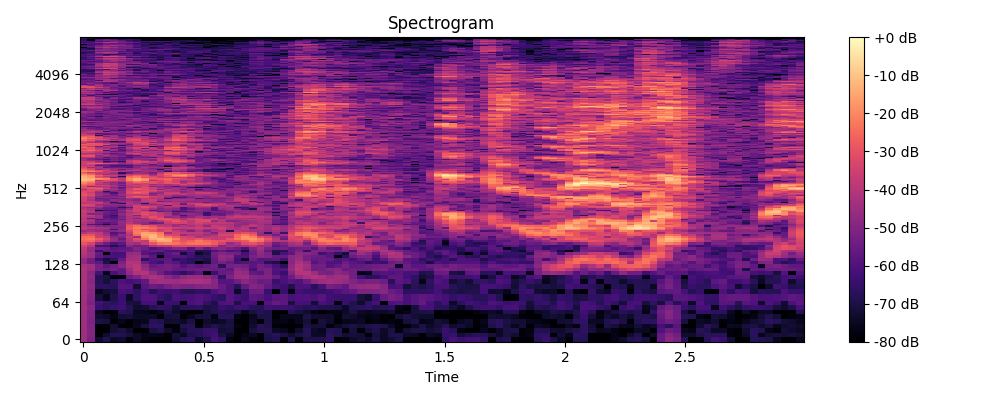 Spectrogram
Hz
4096
2048
1024
512
256
128
64
0
0
0.5
1
1.5
2
2.5
Time
+0 dB
-10 dB
-20 dB
-30 dB
-40 dB
-50 dB
-60 dB
-70 dB
-80 dB